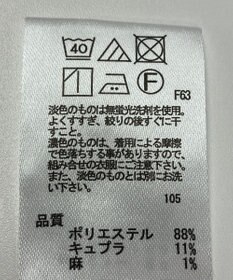 40
F
F63
淡色のものは無蛍光洗剤を使用。
よくすすぎ、絞りの後すぐに干
すこと。
濃色のものは、着用による摩擦
で色落ちする事がありますので、
組み合せの衣服にご注意下さい。
また、淡色のものとは別にお洗
い下さい。
105
品質
ポリエステル 88%
キュプラ 11%
麻 1%